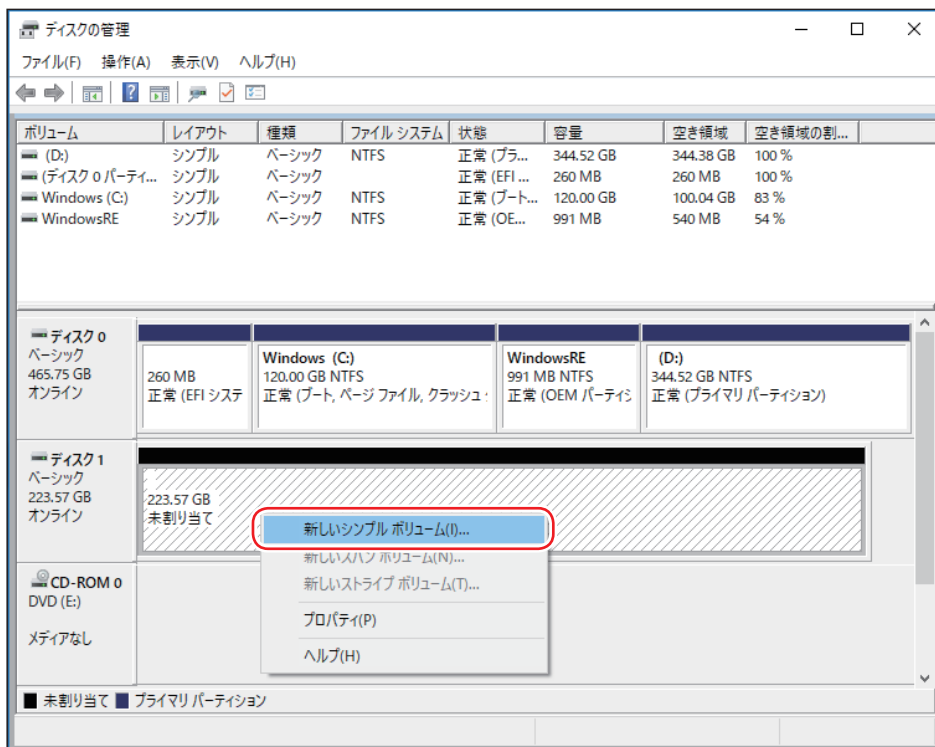 ディスクの管理
ファイル(F) 操作(A) 表示(V) ヘルプ(H)
ボリューム レイアウト 種類 ファイル システム 状態 容量 空き領域 空き領域の割...
(D:) シンプル ベーシック NTFS 正常 (プラ... 344.52 GB 344.38 GB 100 %
(ディスク 0 パーティ... シンプル ベーシック 正常 (EFI ... 260 MB 260 MB 100 %
Windows (C:) シンプル ベーシック NTFS 正常 (ブート... 120.00 GB 100.04 GB 83 %
WindowsRE シンプル ベーシック NTFS 正常 (OE... 991 MB 540 MB 54 %
ディスク 0
ベーシック
465.75 GB
オンライン
260 MB
正常 (EFI システ
Windows (C:)
120.00 GB NTFS
正常 (ブート, ページ ファイル, クラッシュ
WindowsRE
991 MB NTFS
正常 (OEM パーティシ
(D:)
344.52 GB NTFS
正常 (プライマリ パーティション)
ディスク 1
ベーシック
223.57 GB
オンライン
223.57 GB
未割り当て
新しいシンプル ボリューム(I)...
新しいスパン ボリューム(N)...
新しいストライプ ボリューム(T)...
プロパティ(P)
ヘルプ(H)
CD-ROM 0
DVD (E:)
メディアなし
未割り当て プライマリ パーティション